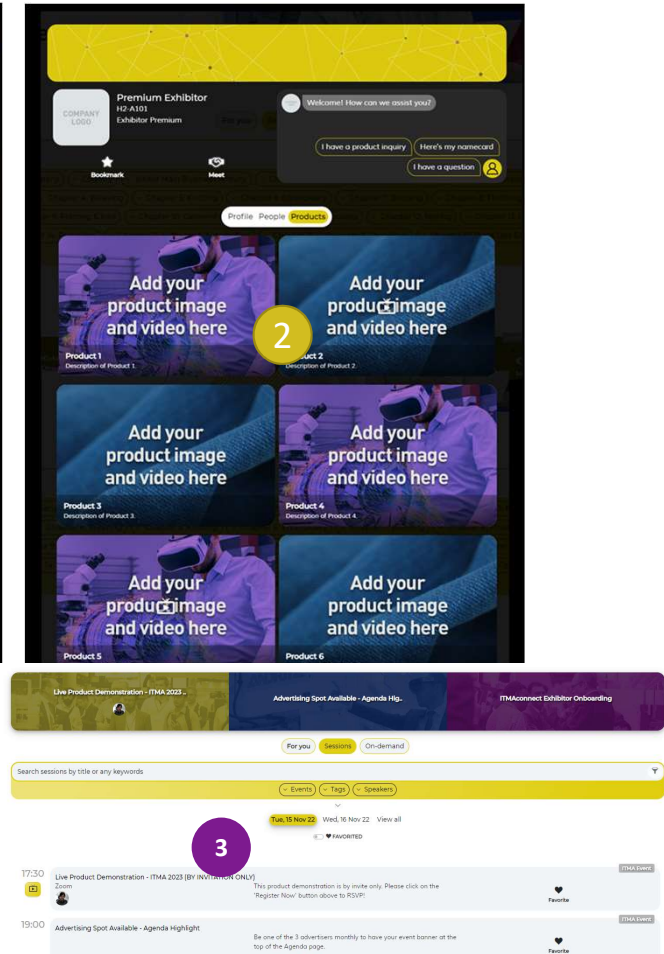 COMPANY
LOGO
Premium Exhibitor
H2-A101
Exhibitor Premium
For you
Bookmark
Meet
Welcome! How can we assist you?
I have a product inquiry
Here's my namecard
I have a question
Profile People Products
Add your
product image
and video here
Product 1
Description of Product 1.
Add your
product image
and video here
2
uct 2
Description of Product 2.
Add your
product image
and video here
Product 3
Description of Product 3.
Add your
product image
and video here
Product 4
Description of Product 4.
Add your
product image
and video here
Product 5
Add your
product image
and video here
Product 6
Live Product Demonstration - ITMA 2023 ..
Advertising Spot Available - Agenda Hig..
ITMAconnect Exhibitor Onboarding
For you
Sessions
On-demand
Search sessions by title or any keywords
Events
Tags
Speakers
Tue, 15 Nov 22 Wed, 16 Nov 22 View all
FAVORITED
3
17:30
Live Product Demonstration - ITMA 2023 (BY INVITATION ONLY)
Zoom
This product demonstration is by invite only. Please click on the
'Register Now' button above to RSVP!
ITMA Event
Favorite
19:00
Advertising Spot Available - Agenda Highlight
Be one of the 3 advertisers monthly to have your event banner at the
top of the Agenda page.
ITMA Event
Favorite